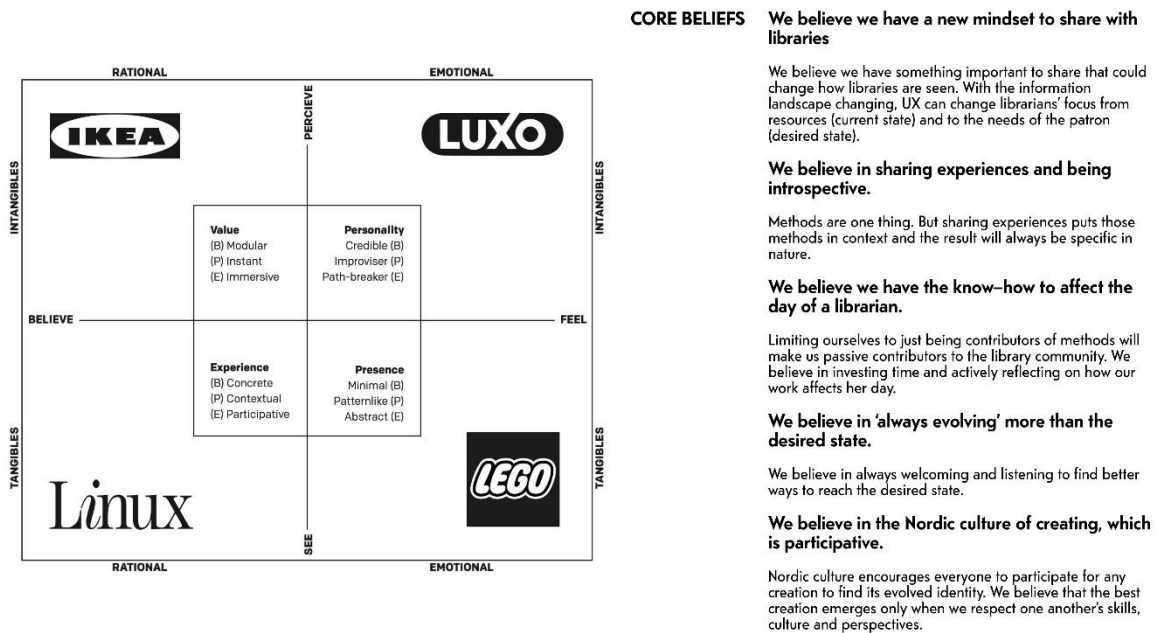 RATIONAL
EMOTIONAL
PERCIEVE
IKEA
LUXO
INTANGIBLES
INTANGIBLES
Value
(B) Modular
(P) Instant
(E) Immersive
Personality
Credible (B)
Improviser (P)
Path-breaker (E)
BELIEVE
FEEL
Experience
(B) Concrete
(P) Contextual
(E) Participative
Presence
Minimal (B)
Patternlike (P)
Abstract (E)
TANGIBLES
TANGIBLES
Linux
LEGO
SEE
RATIONAL
EMOTIONAL
CORE BELIEFS
We believe we have a new mindset to share with
libraries
We believe we have something important to share that could
change how libraries are seen. With the information
landscape changing, UX can change librarians' focus from
resources (current state) and to the needs of the patron
(desired state).
We believe in sharing experiences and being
introspective.
Methods are one thing. But sharing experiences puts those
methods in context and the result will always be specific in
nature.
We believe we have the know–how to affect the
day of a librarian.
Limiting ourselves to just being contributors of methods will
make us passive contributors to the library community. We
believe in investing time and actively reflecting on how our
work affects her day.
We believe in ‘always evolving’ more than the
desired state.
We believe in always welcoming and listening to find better
ways to reach the desired state.
We believe in the Nordic culture of creating, which
is participative.
Nordic culture encourages everyone to participate for any
creation to find its evolved identity. We believe that the best
creation emerges only when we respect one another's skills,
culture and perspectives.